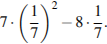 7 · (1/7)² − 8 · 1/7.